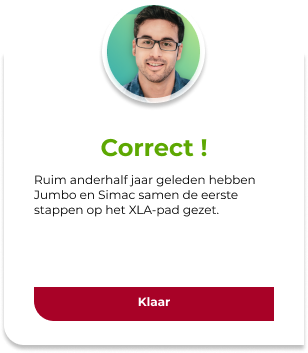 Correct !
Ruim anderhalf jaar geleden hebben
Jumbo en Simac samen de eerste
stappen op het XLA-pad gezet.
Klaar